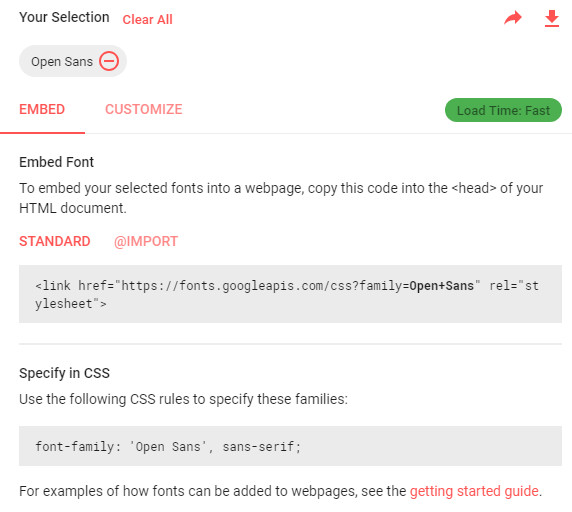 Your Selection Clear All
Open Sans
EMBED CUSTOMIZE Load Time: Fast
Embed Font
To embed your selected fonts into a webpage, copy this code into the <head> of your
HTML document.
STANDARD @IMPORT
<link href="https://fonts.googleapis.com/css?family=Open+Sans" rel="st
ylesheet">
Specify in CSS
Use the following CSS rules to specify these families:
font-family: 'Open Sans', sans-serif;
For examples of how fonts can be added to webpages, see the getting started guide.